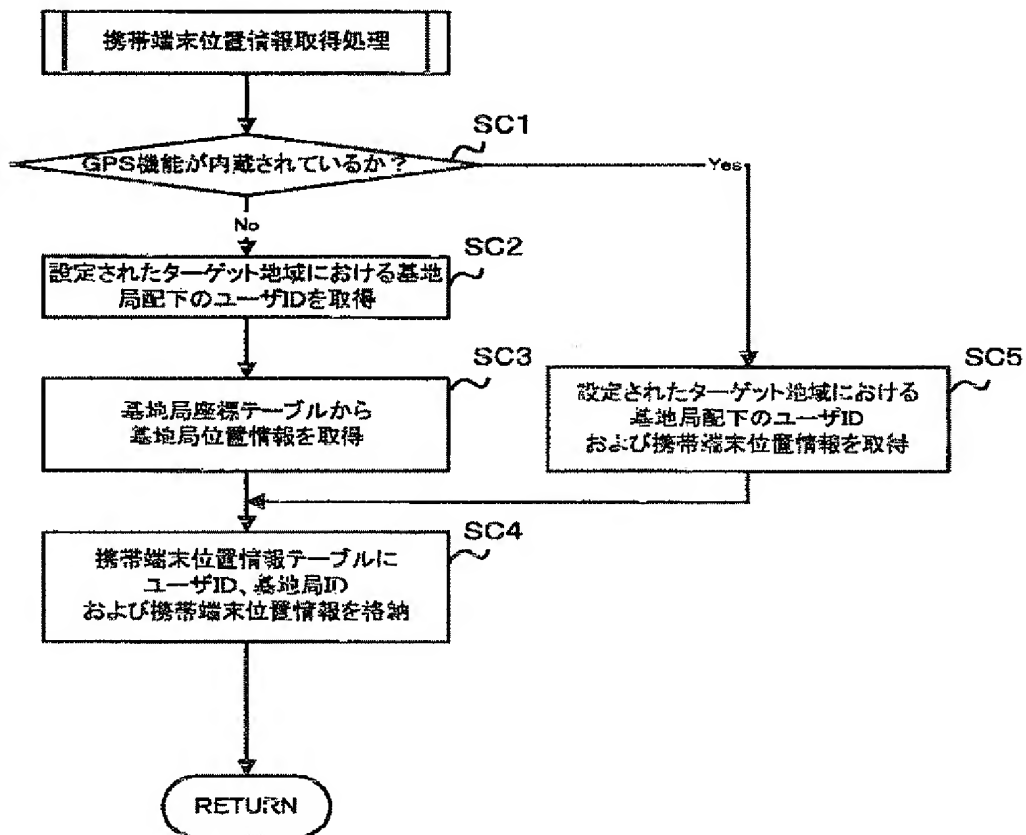 携帯端末位置情報取得処理
SC1
GPS機能が内蔵されているか？
Yes
No
SC2
設定されたターゲット地域における基地
局配下のユーザIDを取得
SC3
基地局座標テーブルから
基地局位置情報を取得
SC5
設定されたターゲット地域における
基地局配下のユーザID
および携帯端末位置情報を取得
SC4
携帯端末位置情報テーブルに
ユーザID、基地局ID
および携帯端末位置情報を格納
RETURN